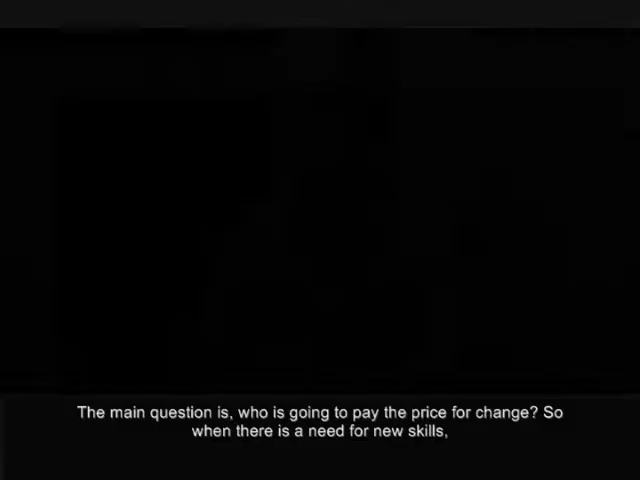 The main question is, who is going to pay the price for change? So
when there is a need for new skills,